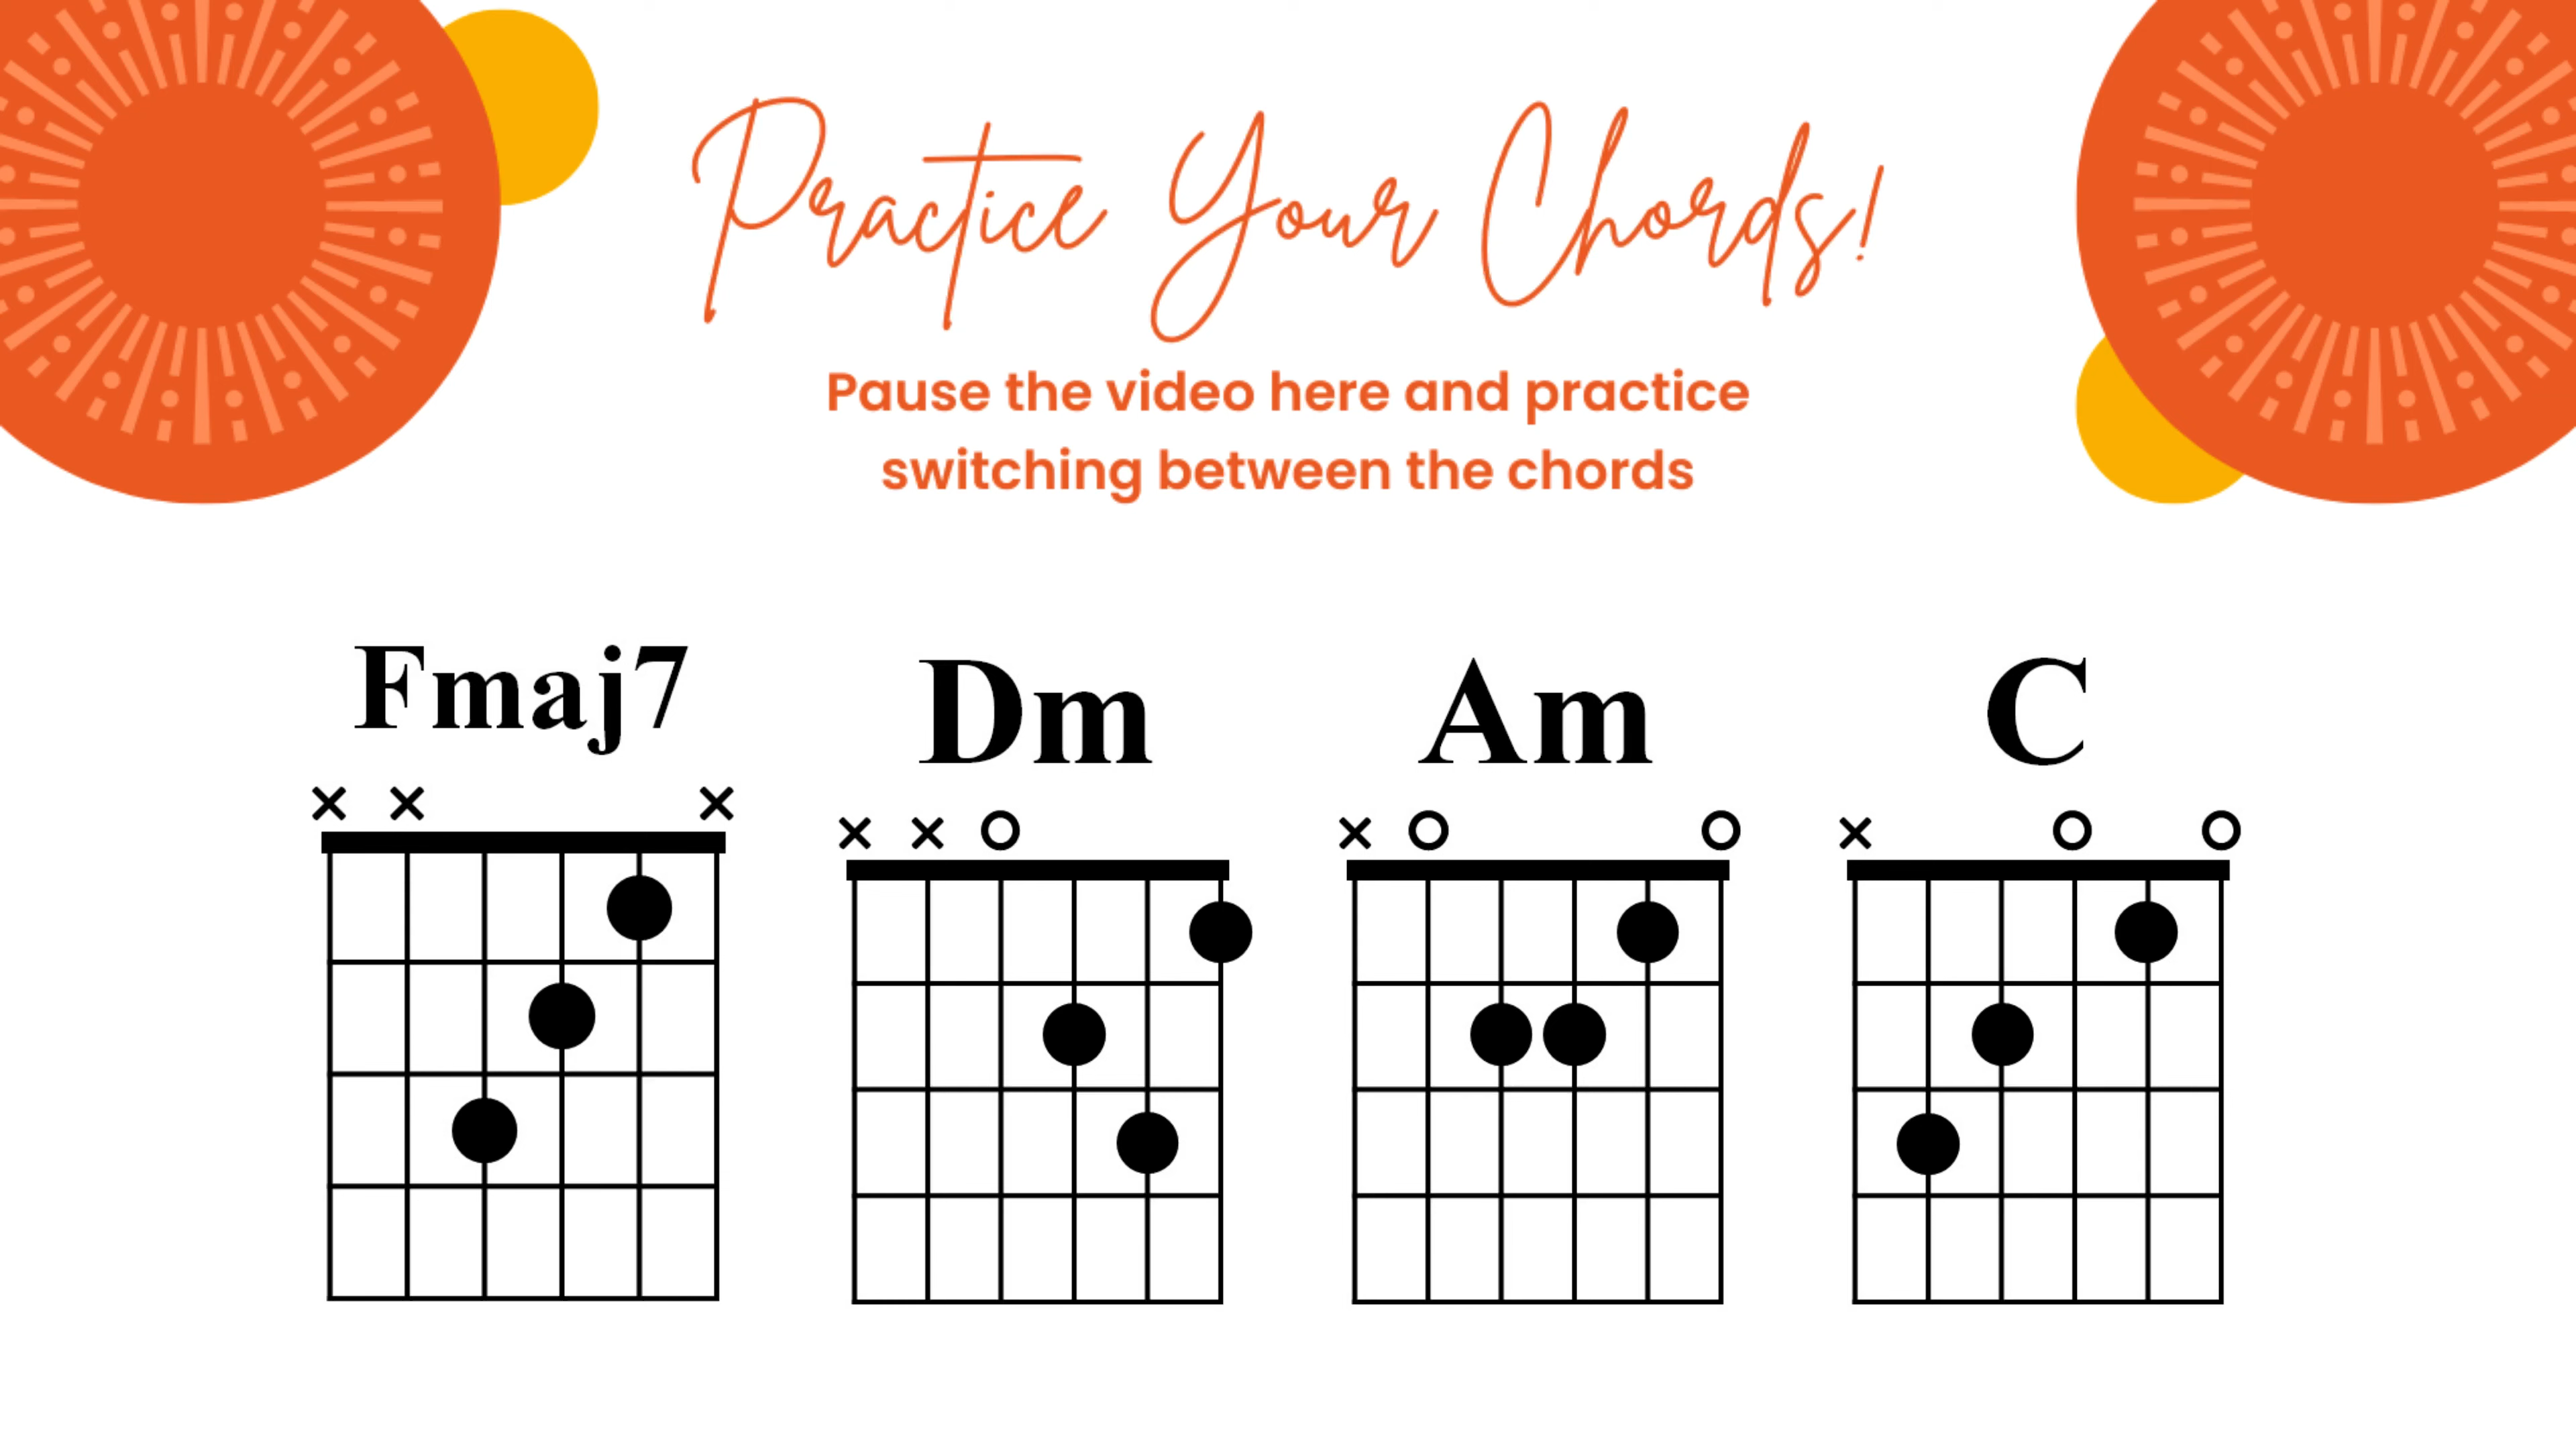 Practice Your Chords!
Pause the video here and practice
switching between the chords
Fmaj7 Dm Am C